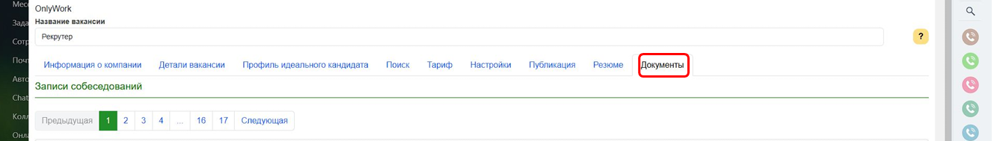 OnlyWork
Название вакансии
Рекрутер
?
Информация о компании Детали вакансии Профиль идеального кандидата Поиск Тариф Настройки Публикация Резюме Документы
Записи собеседований
Предыдущая 1 2 3 4 ... 16 17 Следующая
Месс
Зада
Сотр
Почт
Авто
Chat
Колл
Онла